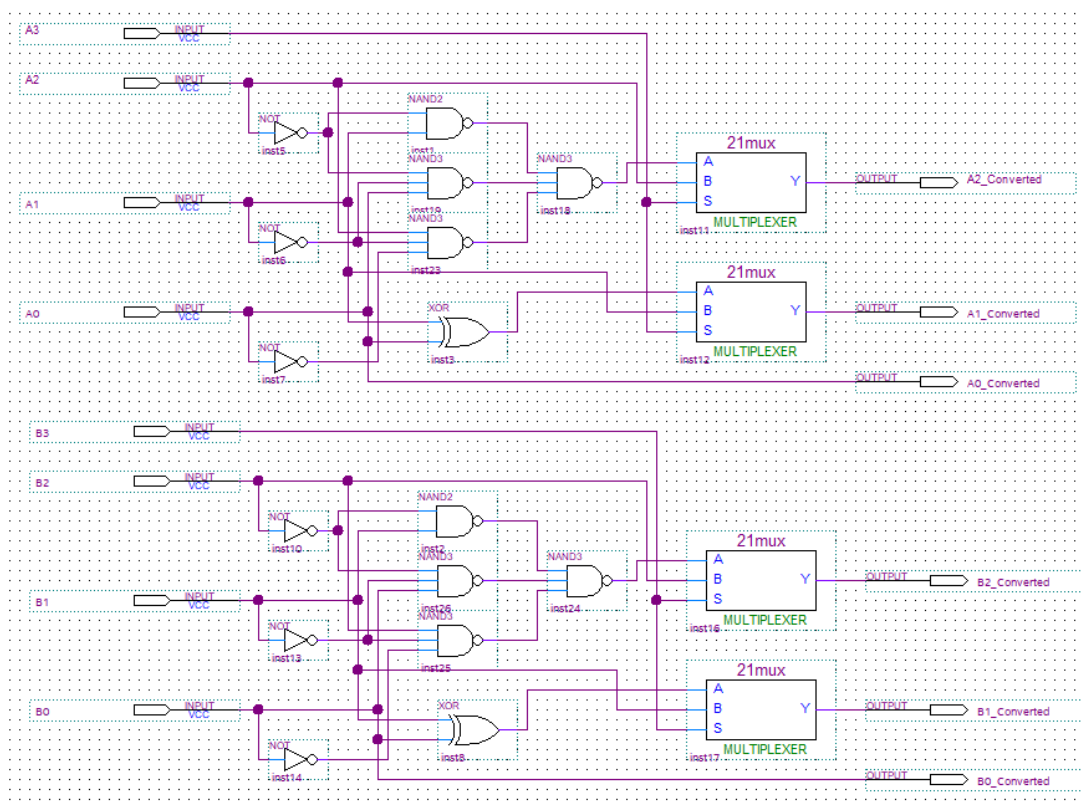 A3
INPUT
VCC
A2
INPUT
VCC
NAND2
NOT
inst5
inst1
21mux
NAND3
NAND3
A
B
Y
S
OUTPUT
A2_Converted
A1
INPUT
VCC
inst19
inst18
NAND3
MULTIPLEXER
inst11
NOT
inst6
inst23
21mux
A
B
Y
S
OUTPUT
A1_Converted
A0
INPUT
VCC
XOR
NOT
inst3
MULTIPLEXER
inst12
inst7
OUTPUT
A0_Converted
B3
INPUT
VCC
B2
INPUT
VCC
NAND2
NOT
inst10
inst2
21mux
NAND3
NAND3
A
B
Y
S
OUTPUT
B2_Converted
B1
INPUT
VCC
inst26
inst24
NAND3
MULTIPLEXER
inst16
NOT
inst13
inst25
21mux
A
B
Y
S
OUTPUT
B1_Converted
B0
INPUT
VCC
XOR
NOT
inst8
MULTIPLEXER
inst17
inst14
OUTPUT
B0_Converted